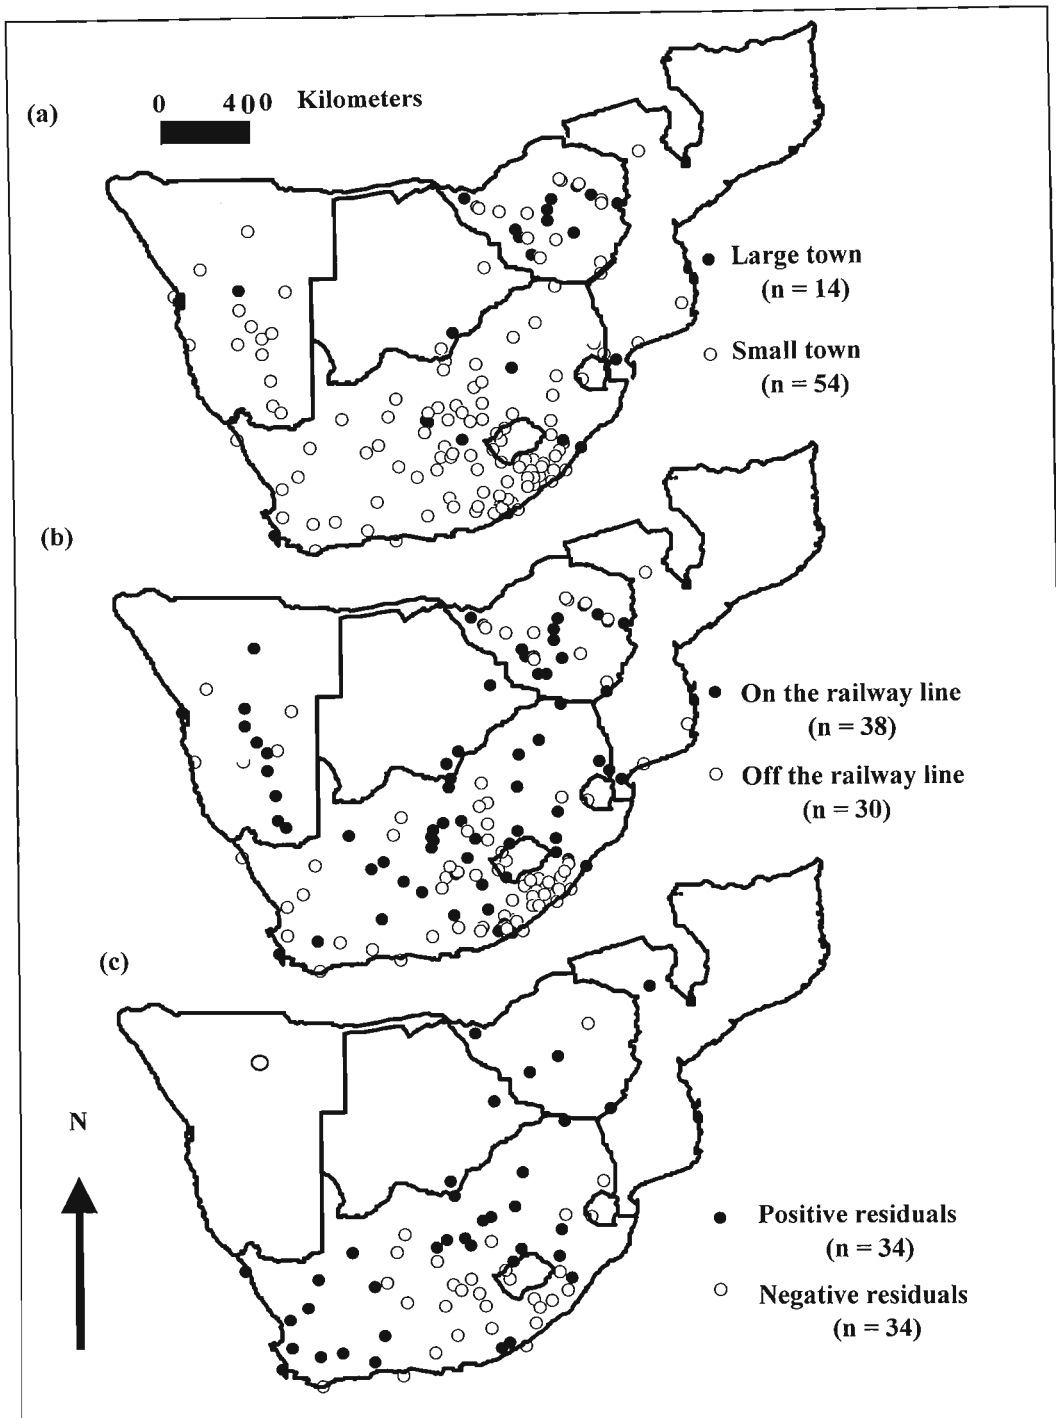 (a)
0 400 Kilometers
Large town
(n = 14)
Small town
(n = 54)
(b)
On the railway line
(n = 38)
Off the railway line
(n = 30)
(c)
N
Positive residuals
(n = 34)
Negative residuals
(n = 34)